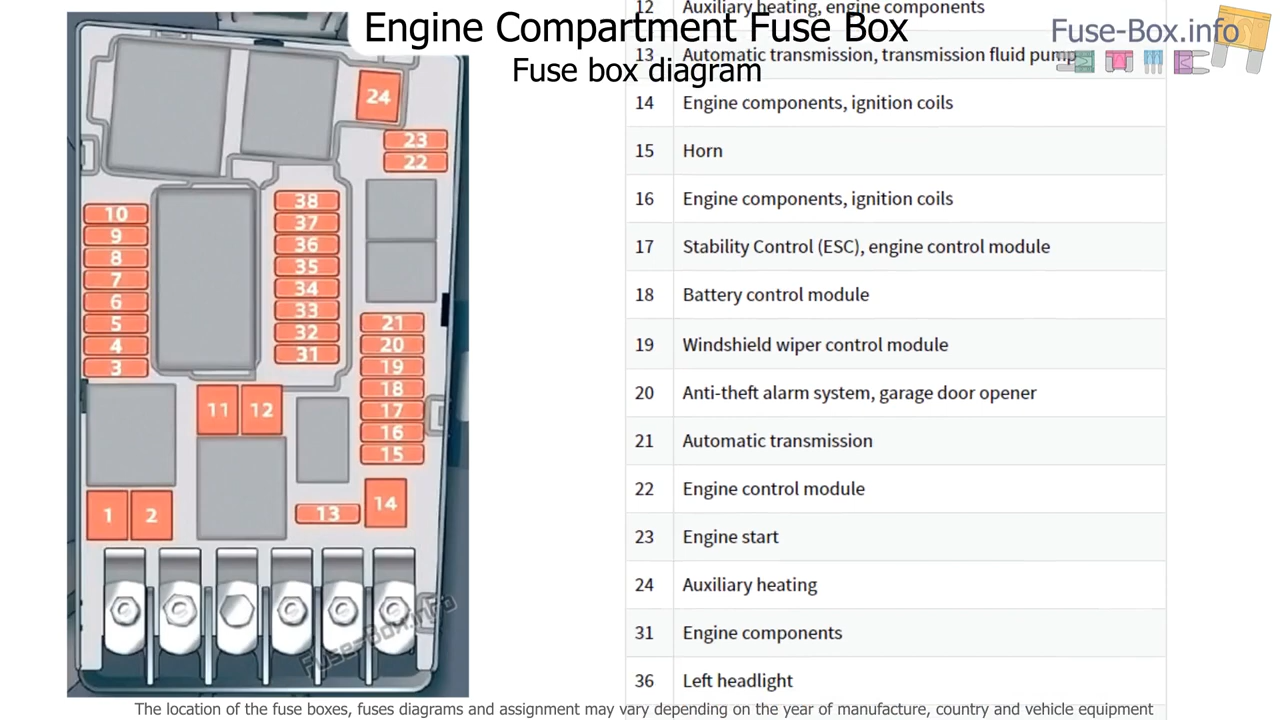 Engine Compartment Fuse Box
Fuse box diagram
Fuse-Box.info
24
23
22
10
9
8
7
6
5
4
3
38
37
36
35
34
33
32
31
21
20
19
18
17
16
15
11 12
1 2
13
14
Fuse-Box.info
12 Auxiliary heating, engine components
13 Automatic transmission, transmission fluid pump
14 Engine components, ignition coils
15 Horn
16 Engine components, ignition coils
17 Stability Control (ESC), engine control module
18 Battery control module
19 Windshield wiper control module
20 Anti-theft alarm system, garage door opener
21 Automatic transmission
22 Engine control module
23 Engine start
24 Auxiliary heating
31 Engine components
36 Left headlight
The location of the fuse boxes, fuses diagrams and assignment may vary depending on the year of manufacture, country and vehicle equipment